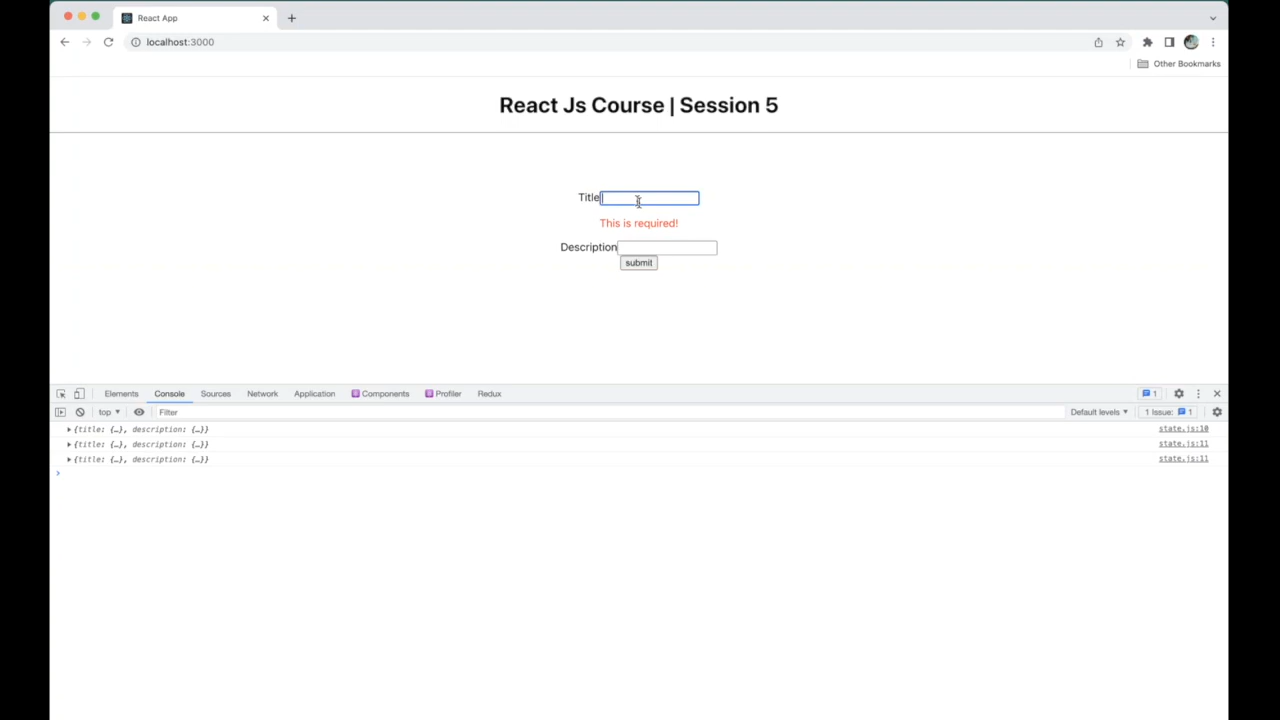 React App
localhost:3000
Other Bookmarks
React Js Course | Session 5
Title
This is required!
Description
submit
Elements Console Sources Network Application Components Profiler Redux 1
top Filter Default levels 1 Issue: 1
{title: {…}, description: {…}} state.js:10
{title: {…}, description: {…}} state.js:11
{title: {…}, description: {…}} state.js:11